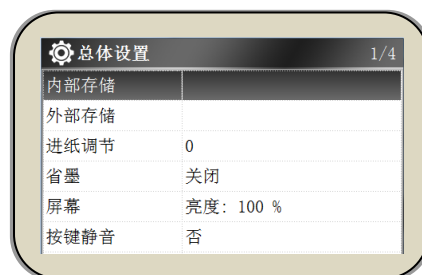 总体设置 1/4
内部存储
外部存储
进纸调节 0
省墨 关闭
屏幕 亮度: 100 %
按键静音 否